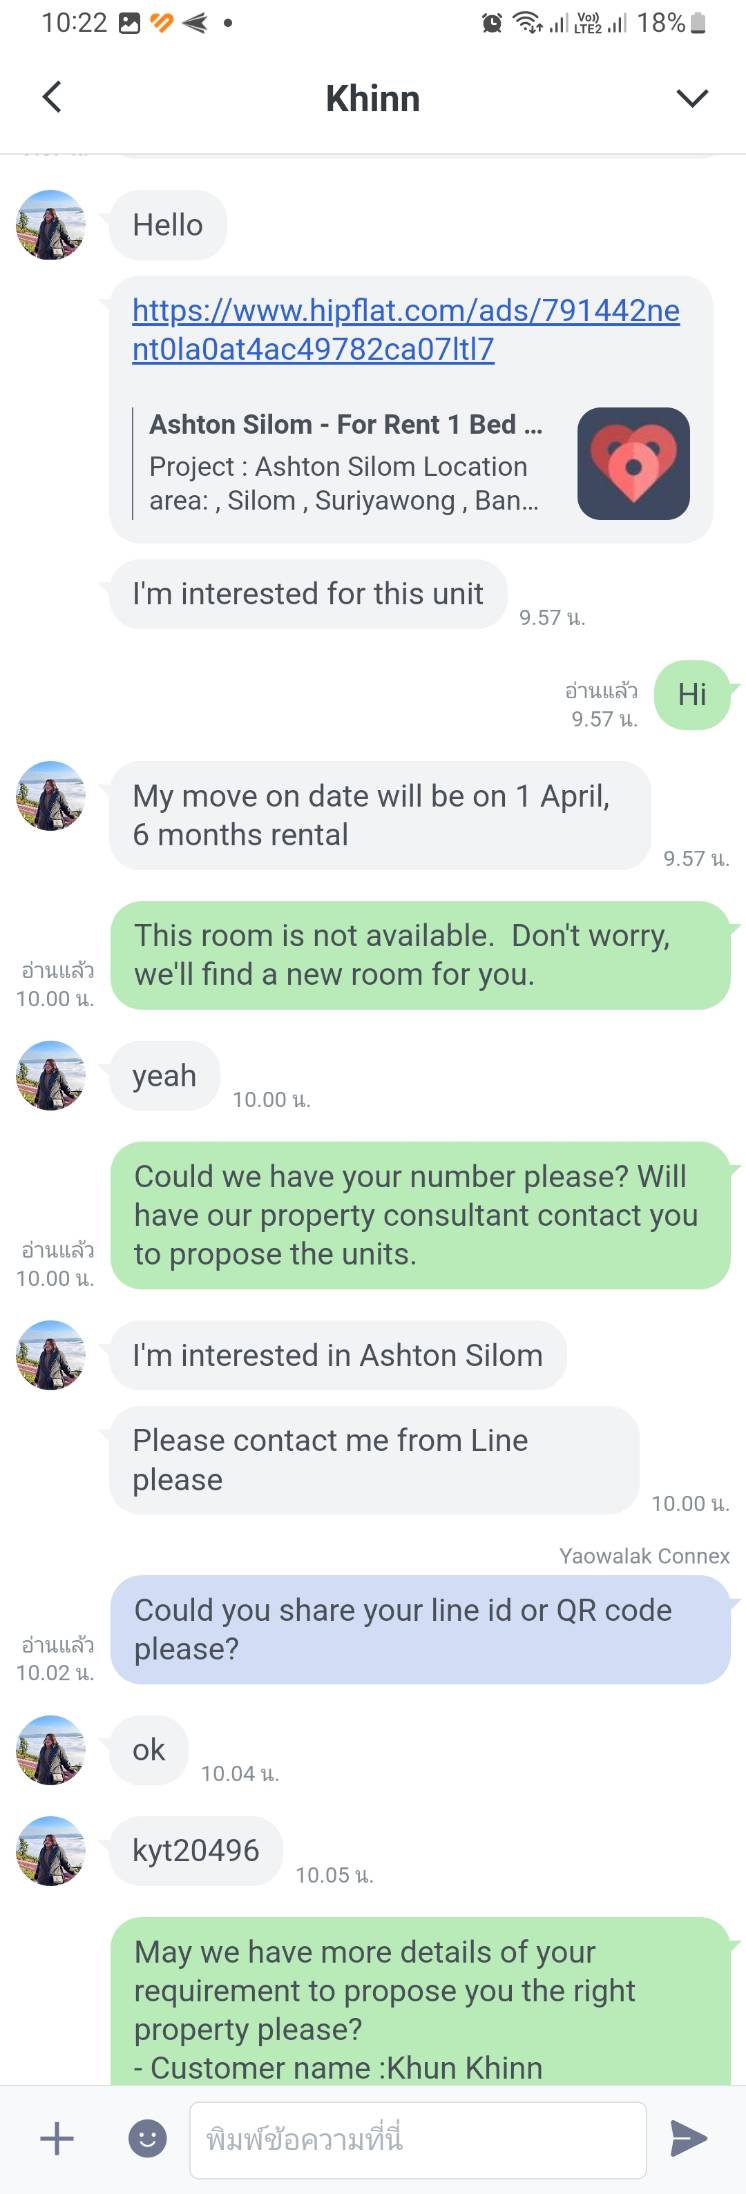 10:22
Vo))
LTE2
18%
Khinn
Hello
https://www.hipflat.com/ads/791442ne
nt0la0at4ac49782ca07ltl7
Ashton Silom - For Rent 1 Bed ...
Project : Ashton Silom Location
area: , Silom , Suriyawong , Ban...
I'm interested for this unit
9.57 น.
Hi
อ่านแล้ว
9.57 น.
My move on date will be on 1 April,
6 months rental
9.57 น.
This room is not available.  Don't worry,
we'll find a new room for you.
อ่านแล้ว
10.00 น.
yeah
10.00 น.
Could we have your number please? Will
have our property consultant contact you
to propose the units.
อ่านแล้ว
10.00 น.
I'm interested in Ashton Silom
Please contact me from Line
please
10.00 น.
Yaowalak Connex
Could you share your line id or QR code
please?
อ่านแล้ว
10.02 น.
ok
10.04 น.
kyt20496
10.05 น.
May we have more details of your
requirement to propose you the right
property please?
- Customer name :Khun Khinn
พิมพ์ข้อความที่นี่